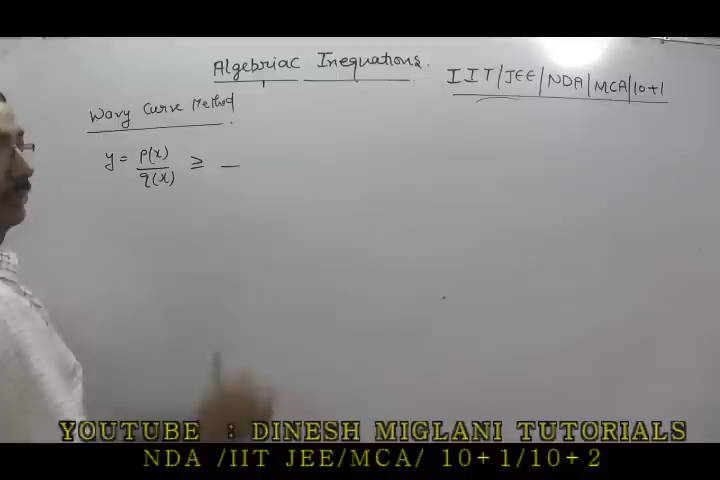 Algebriac Inequations.
IIT/JEE/NDA/MCA/10+1
Wavy Curve Method
y = p(x)/q(x) ≥ _
YOUTUBE : DINESH MIGLANI TUTORIALS
NDA /IIT JEE/MCA/ 10+1/10+2